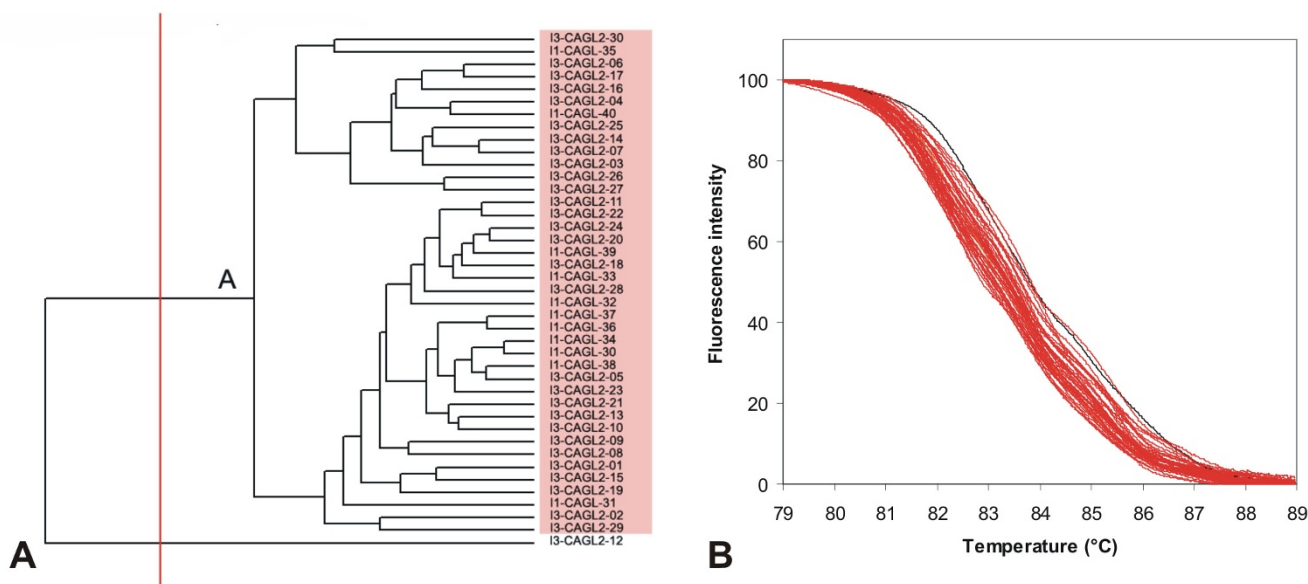 I3-CAGL2-30
I1-CAGL-35
I3-CAGL2-06
I3-CAGL2-17
I3-CAGL2-16
I3-CAGL2-04
I1-CAGL-40
I3-CAGL2-25
I3-CAGL2-14
I3-CAGL2-07
I3-CAGL2-03
I3-CAGL2-26
I3-CAGL2-27
I3-CAGL2-11
I3-CAGL2-22
I3-CAGL2-24
I3-CAGL2-20
I1-CAGL-39
I3-CAGL2-18
I1-CAGL-33
I3-CAGL2-28
I1-CAGL-32
I1-CAGL-37
I1-CAGL-36
I1-CAGL-34
I1-CAGL-30
I1-CAGL-38
I3-CAGL2-05
I3-CAGL2-23
I3-CAGL2-21
I3-CAGL2-13
I3-CAGL2-10
I3-CAGL2-09
I3-CAGL2-08
I3-CAGL2-01
I3-CAGL2-15
I3-CAGL2-19
I1-CAGL-31
I3-CAGL2-02
I3-CAGL2-29
I3-CAGL2-12
A
A
Fluorescence intensity
100
80
60
40
20
0
79 80 81 82 83 84 85 86 87 88 89
Temperature (°C)
B